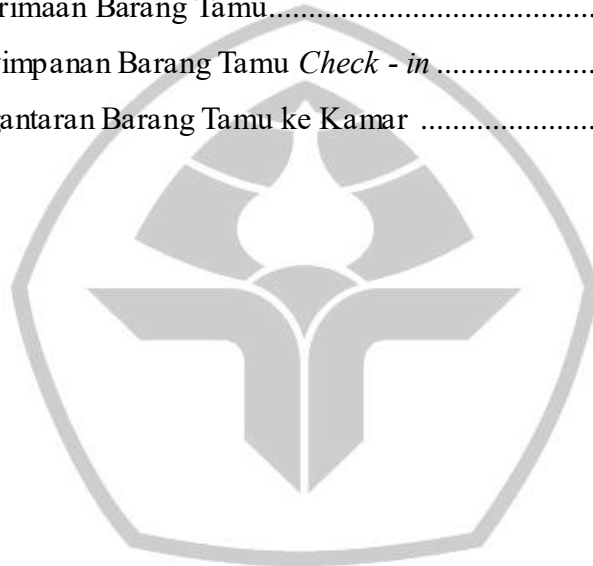 rimaan Barang Tamu......................................
impanan Barang Tamu Check - in ...................
antaran Barang Tamu ke Kamar .....................